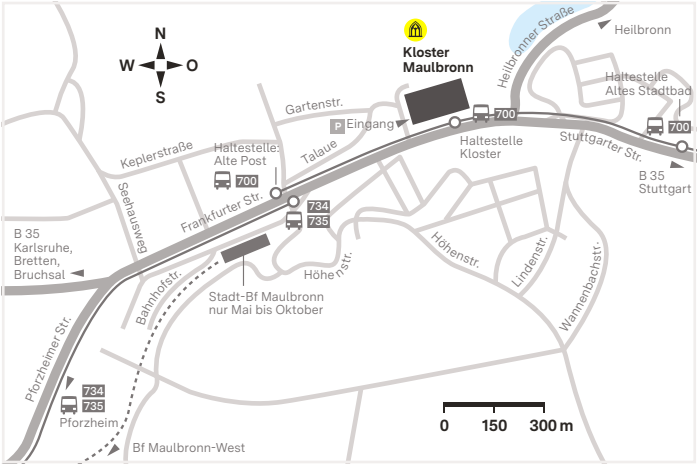 N
W O
S
Kloster
Maulbronn
Heilbronner Straße
Heilbronn
Haltestelle
Altes Stadtbad
700
Gartenstr.
P Eingang
700
Haltestelle
Kloster
Stuttgarter Str.
B 35
Stuttgart
Keplerstraße
Haltestelle:
Alte Post
700
Talaue
Seehausweg
Frankfurter Str.
734
735
B 35
Karlsruhe,
Bretten,
Bruchsal
Bahnhofstr.
Höhenstr.
Höhenstr.
Lindenstr.
Wannenbachstr.
Stadt-Bf Maulbronn
nur Mai bis Oktober
Pforzheimer Str.
734
735
Pforzheim
Bf Maulbronn-West
0 150 300 m